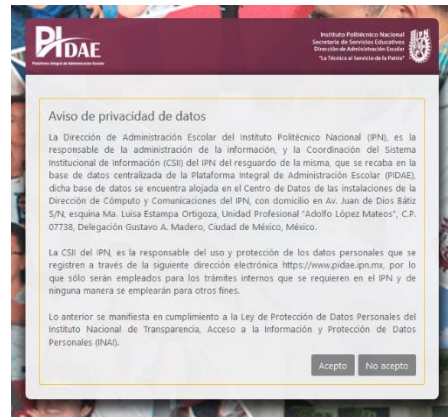 PIDAE
Plataforma Integral de Administración Escolar
Instituto Politécnico Nacional
Secretaría de Servicios Educativos
Dirección de Administración Escolar
"La Técnica al Servicio de la Patria"
Aviso de privacidad de datos
La Dirección de Administración Escolar del Instituto Politécnico Nacional (IPN), es la
responsable de la administración de la información, y la Coordinación del Sistema
Institucional de Información (CSII) del IPN del resguardo de la misma, que se recaba en la
base de datos centralizada de la Plataforma Integral de Administración Escolar (PIDAE),
dicha base de datos se encuentra alojada en el Centro de Datos de las instalaciones de la
Dirección de Cómputo y Comunicaciones del IPN, con domicilio en Av. Juan de Dios Bátiz
S/N, esquina Ma. Luisa Estampa Ortigoza, Unidad Profesional "Adolfo López Mateos", C.P.
07738, Delegación Gustavo A. Madero, Ciudad de México, México.
La CSII del IPN, es la responsable del uso y protección de los datos personales que se
registren a través de la siguiente dirección electrónica https://www.pidae.ipn.mx, por lo
que sólo serán empleados para los trámites internos que se requieren en el IPN y de
ninguna manera se emplearán para otros fines.
Lo anterior se manifiesta en cumplimiento a la Ley de Protección de Datos Personales del
Instituto Nacional de Transparencia, Acceso a la Información y Protección de Datos
Personales (INAI).
Acepto No acepto